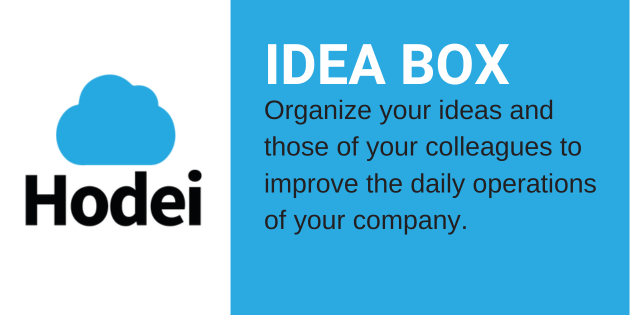 Hodei
IDEA BOX
Organize your ideas and
those of your colleagues to
improve the daily operations
of your company.